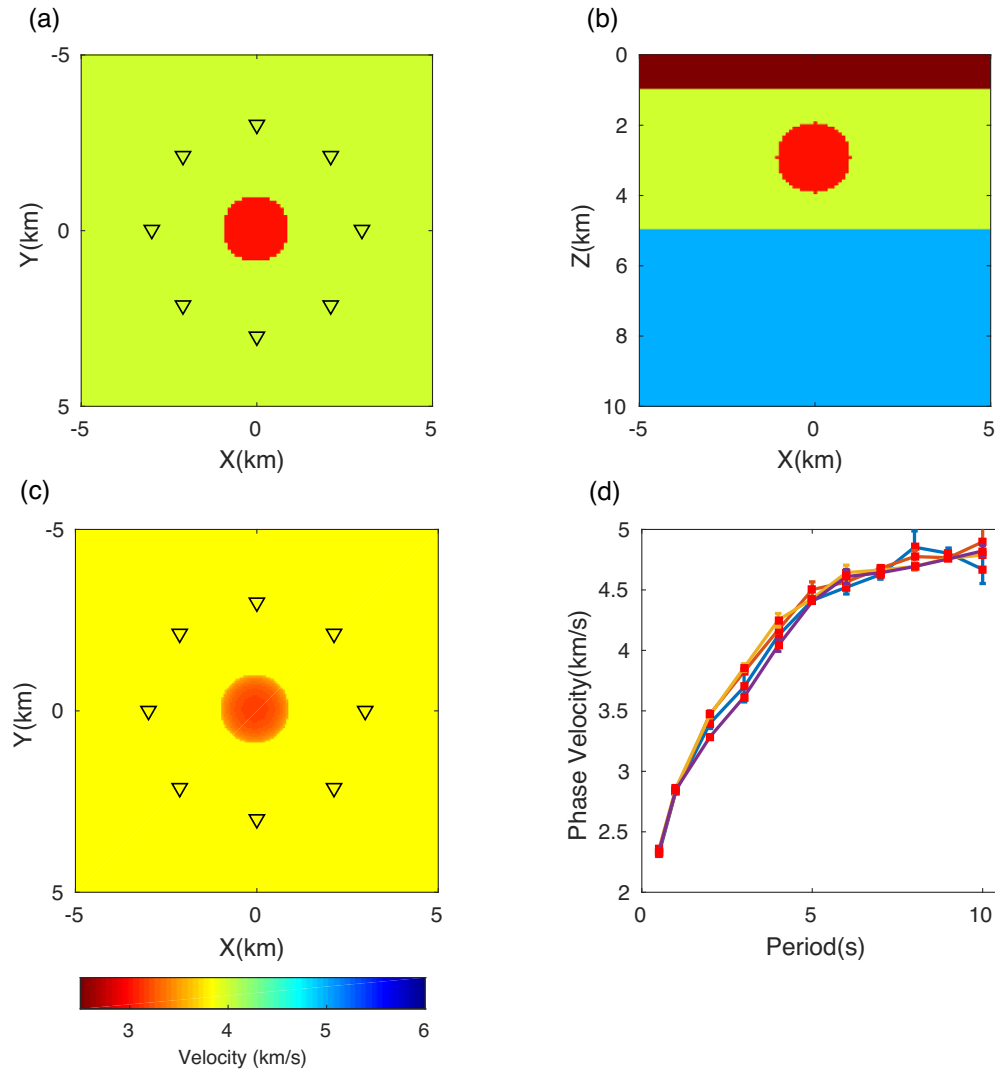 (a)
-5
0
5
Y(km)
-5 0 5
X(km)
(b)
0
2
4
6
8
10
Z(km)
-5 0 5
X(km)
(c)
-5
0
5
Y(km)
-5 0 5
X(km)
3 4 5 6
Velocity (km/s)
(d)
5
4.5
4
3.5
3
2.5
2
Phase Velocity(km/s)
0 5 10
Period(s)